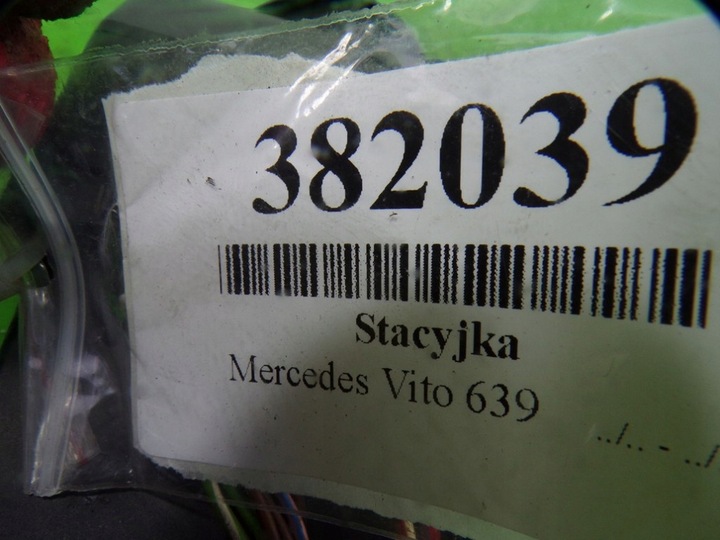 382039
Stacyjka
Mercedes Vito 639
../.. - ../